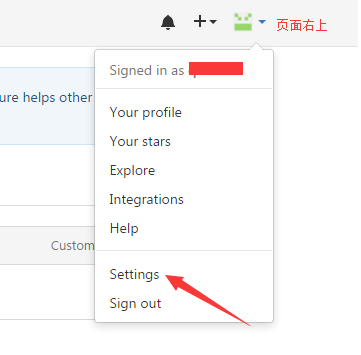 页面右上
Signed in as
ure helps other
Your profile
Your stars
Explore
Integrations
Help
Custom
Settings
Sign out